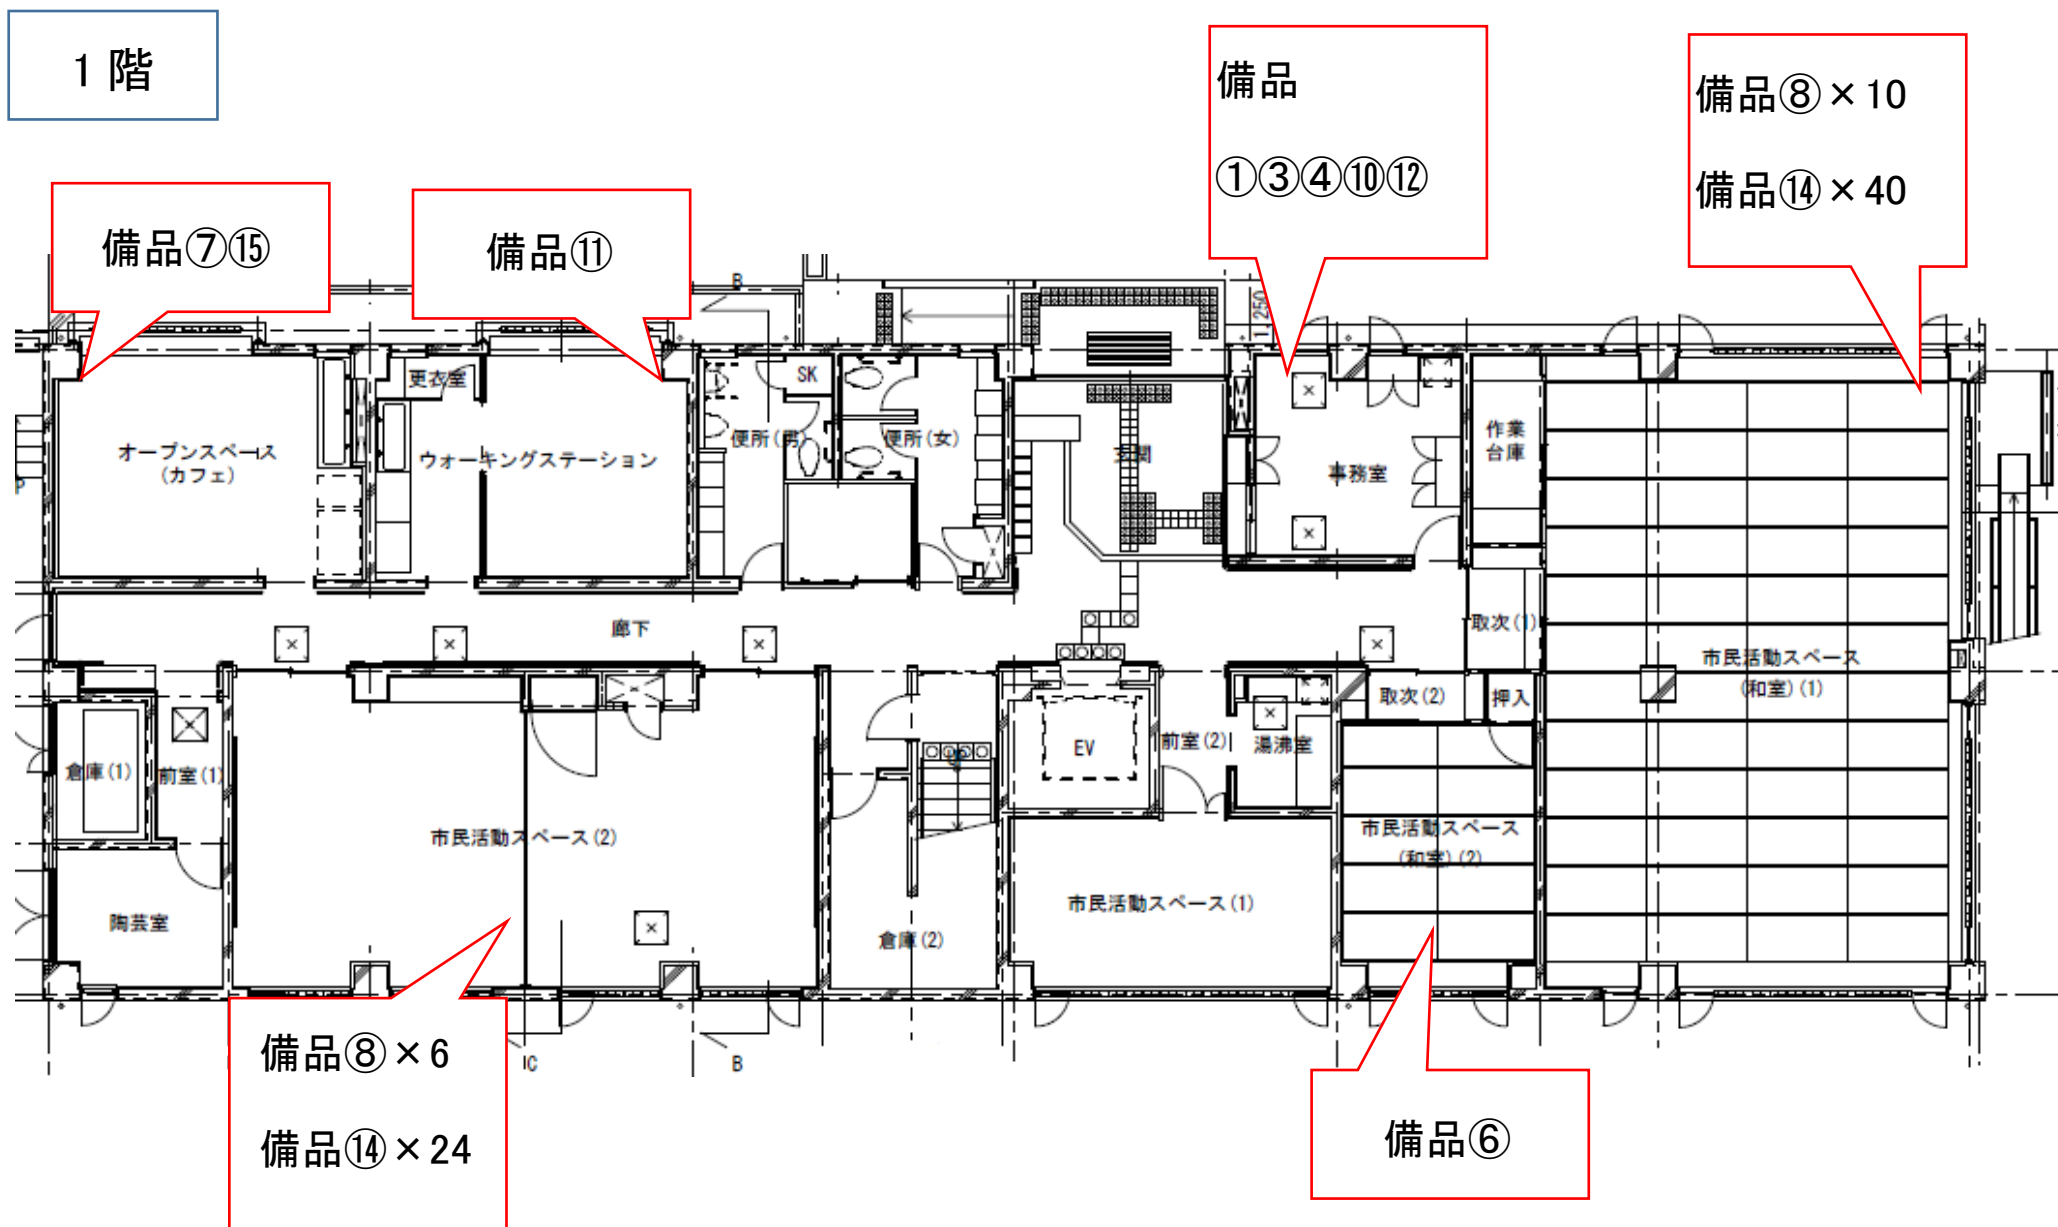 1階
備品
①③④⑩⑫
備品⑧×10
備品⑭×40
備品⑦⑮
備品⑪
B
1,250
更衣室
SK
オープンスペース
(カフェ)
ウォーキングステーション
便所(男)
便所(女)
玄関
事務室
作業
台庫
P
廊下
取次(1)
市民活動スペース
(和室)(1)
取次(2)
押入
倉庫(1)
前室(1)
EV
前室(2)
湯沸室
UP
市民活動スペース(2)
市民活動スペース
(和室)(2)
陶芸室
倉庫(2)
市民活動スペース(1)
備品⑧×6
備品⑭×24
C
B
備品⑥